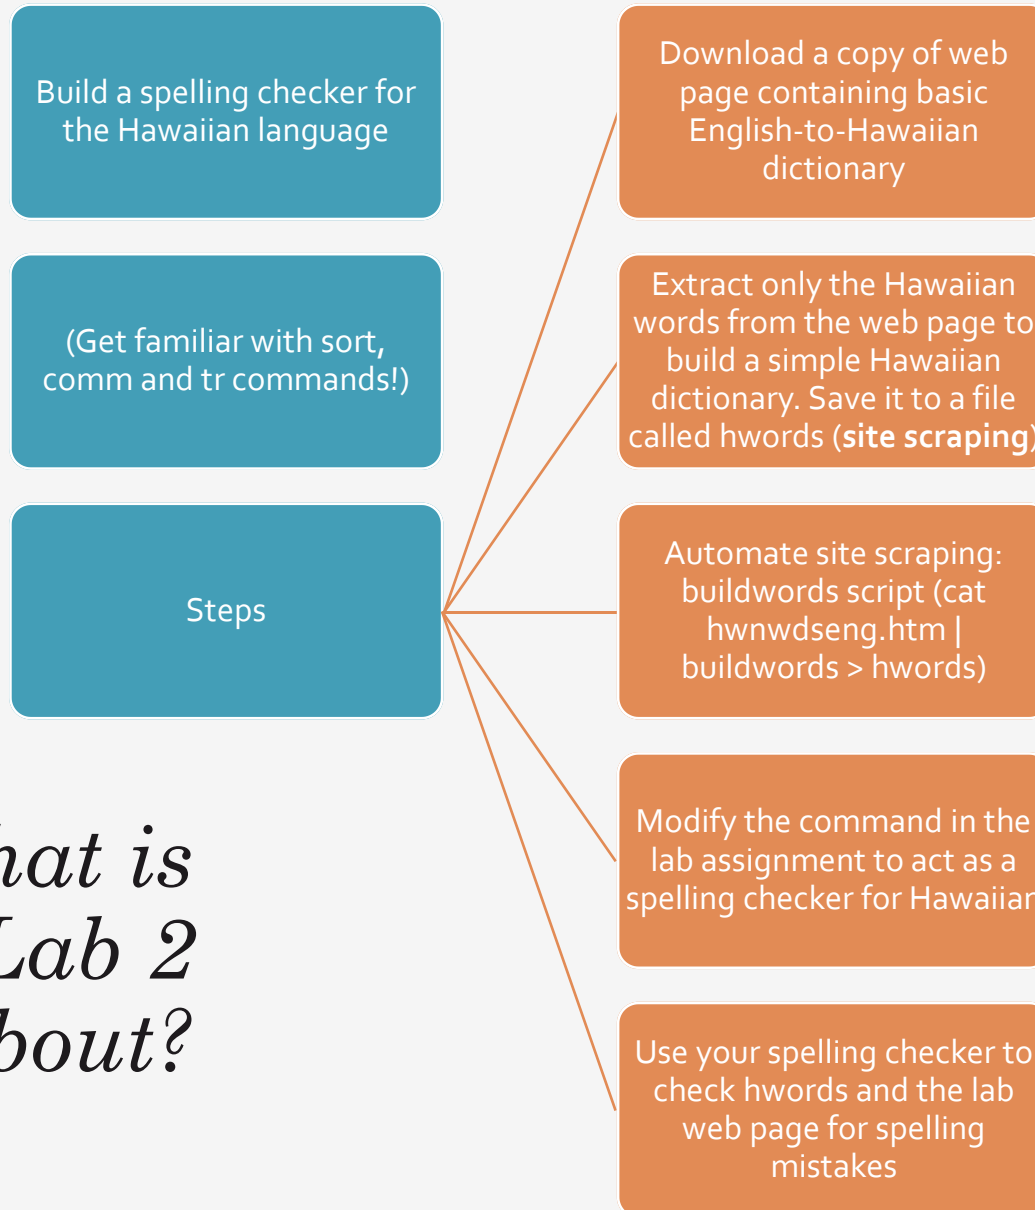 Build a spelling checker for
the Hawaiian language
(Get familiar with sort,
comm and tr commands!)
Steps
Download a copy of web
page containing basic
English-to-Hawaiian
dictionary
Extract only the Hawaiian
words from the web page to
build a simple Hawaiian
dictionary. Save it to a file
called hwords (site scraping)
Automate site scraping:
buildwords script (cat
hwnwdseng.htm |
buildwords > hwords)
Modify the command in the
lab assignment to act as a
spelling checker for Hawaiian
Use your spelling checker to
check hwords and the lab
web page for spelling
mistakes
hat is
Lab 2
bout?